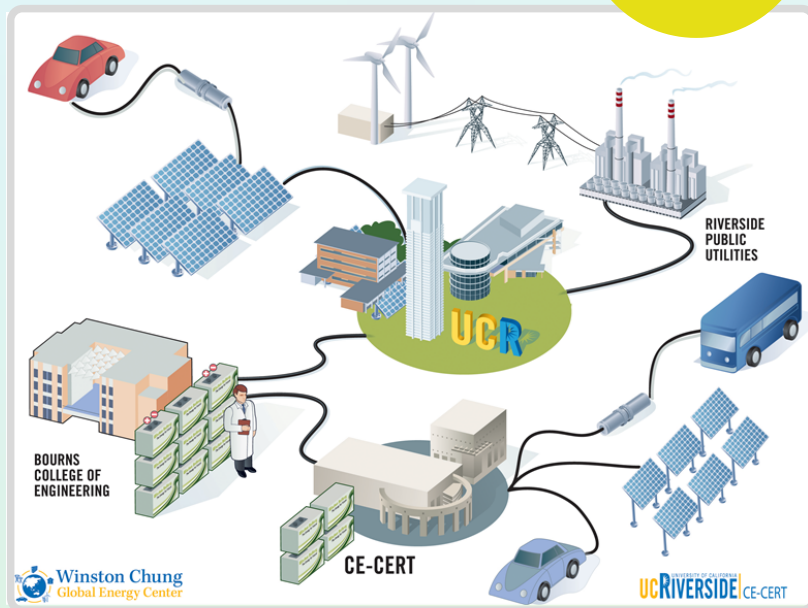 RIVERSIDE
PUBLIC
UTILITIES
UCR
BOURNS
COLLEGE OF
ENGINEERING
CE-CERT
Winston Chung
Global Energy Center
UNIVERSITY OF CALIFORNIA
UCRIVERSIDE CE-CERT